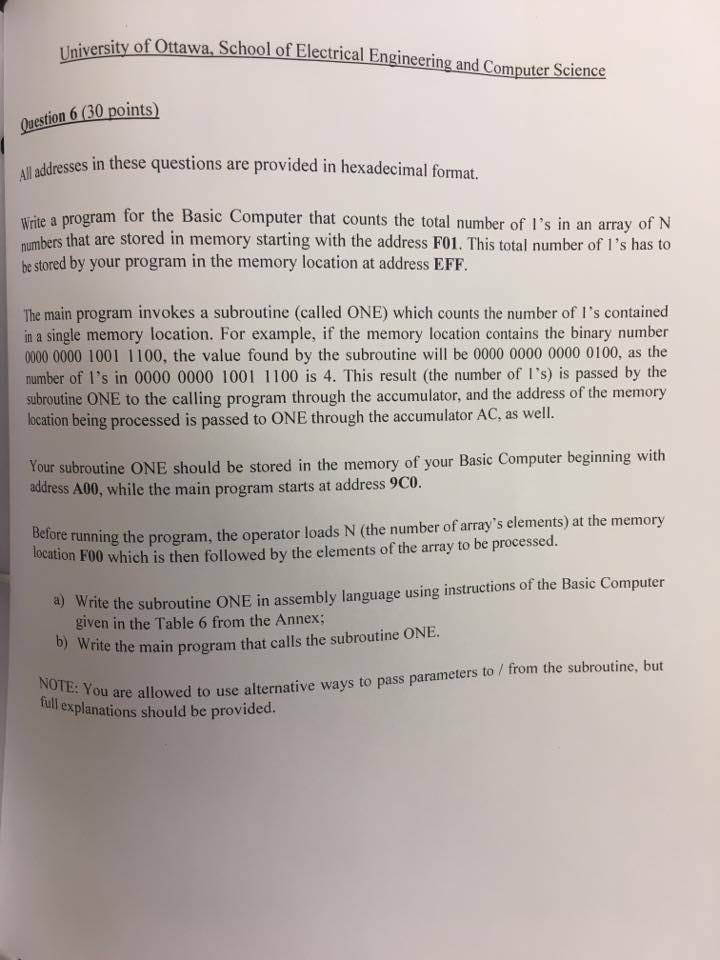 University of Ottawa, School of Electrical Engineering and Computer Science
Question 6 (30 points)
All addresses in these questions are provided in hexadecimal format.
Write a program for the Basic Computer that counts the total number of 1's in an array of N
numbers that are stored in memory starting with the address F01. This total number of 1's has to
be stored by your program in the memory location at address EFF.
The main program invokes a subroutine (called ONE) which counts the number of 1's contained
in a single memory location. For example, if the memory location contains the binary number
0000 0000 1001 1100, the value found by the subroutine will be 0000 0000 0000 0100, as the
number of 1's in 0000 0000 1001 1100 is 4. This result (the number of 1's) is passed by the
subroutine ONE to the calling program through the accumulator, and the address of the memory
location being processed is passed to ONE through the accumulator AC, as well.
Your subroutine ONE should be stored in the memory of your Basic Computer beginning with
address A00, while the main program starts at address 9C0.
Before running the program, the operator loads N (the number of array's elements) at the memory
location F00 which is then followed by the elements of the array to be processed.
a) Write the subroutine ONE in assembly language using instructions of the Basic Computer
given in the Table 6 from the Annex;
b) Write the main program that calls the subroutine ONE.
NOTE: You are allowed to use alternative ways to pass parameters to / from the subroutine, but
full explanations should be provided.